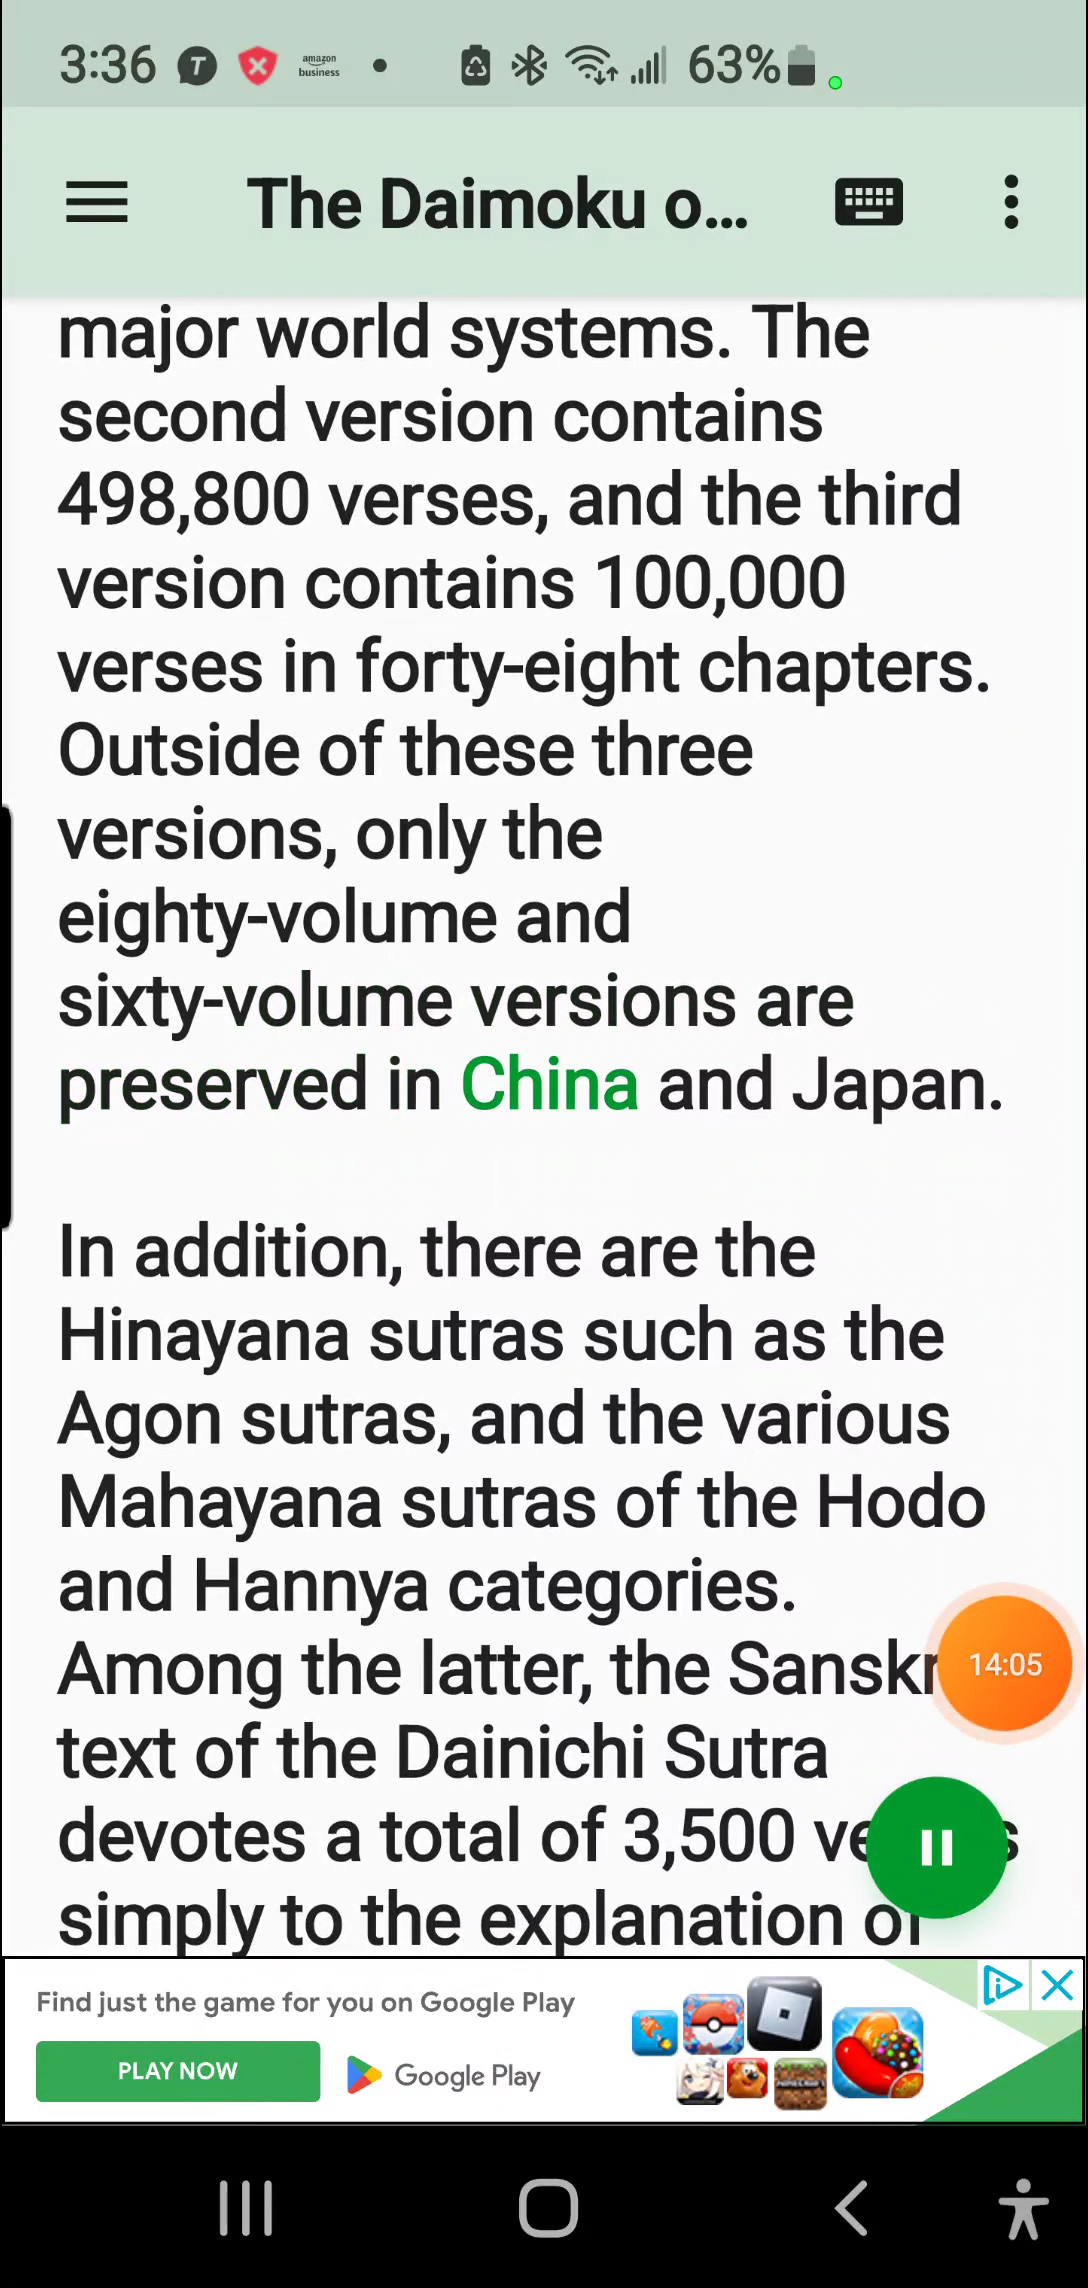 3:36
T
amazon
business
63%
The Daimoku o...
major world systems. The
second version contains
498,800 verses, and the third
version contains 100,000
verses in forty-eight chapters.
Outside of these three
versions, only the
eighty-volume and
sixty-volume versions are
preserved in China and Japan.
In addition, there are the
Hinayana sutras such as the
Agon sutras, and the various
Mahayana sutras of the Hodo
and Hannya categories.
Among the latter, the Sanskr
14:05
text of the Dainichi Sutra
devotes a total of 3,500 ve s
simply to the explanation of
Find just the game for you on Google Play
PLAY NOW
Google Play